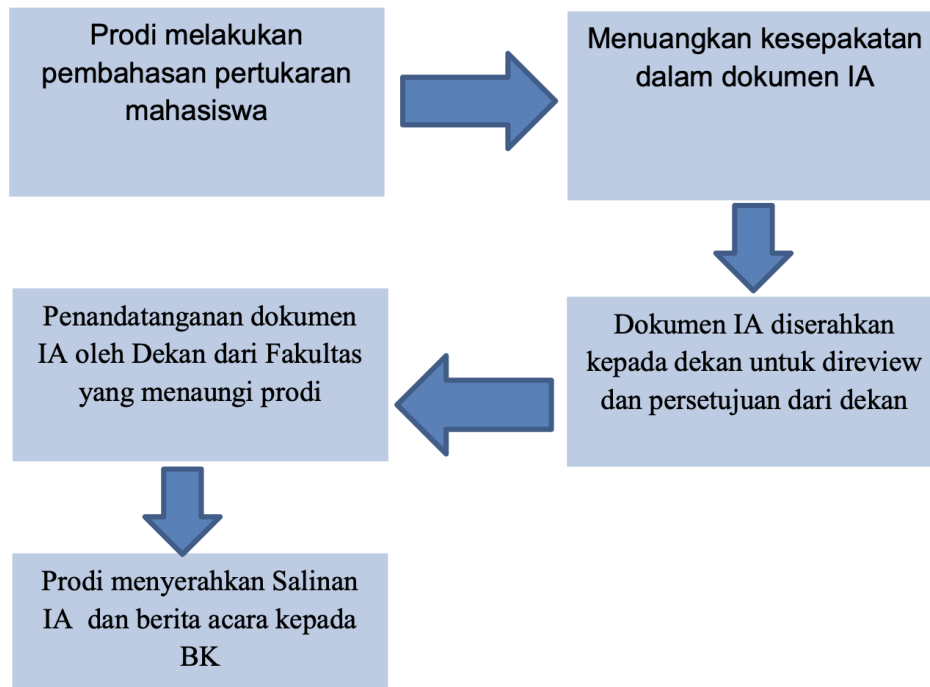 Prodi melakukan
pembahasan pertukaran
mahasiswa
Menuangkan kesepakatan
dalam dokumen IA
Dokumen IA diserahkan
kepada dekan untuk direview
dan persetujuan dari dekan
Penandatanganan dokumen
IA oleh Dekan dari Fakultas
yang menaungi prodi
Prodi menyerahkan Salinan
IA dan berita acara kepada
BK